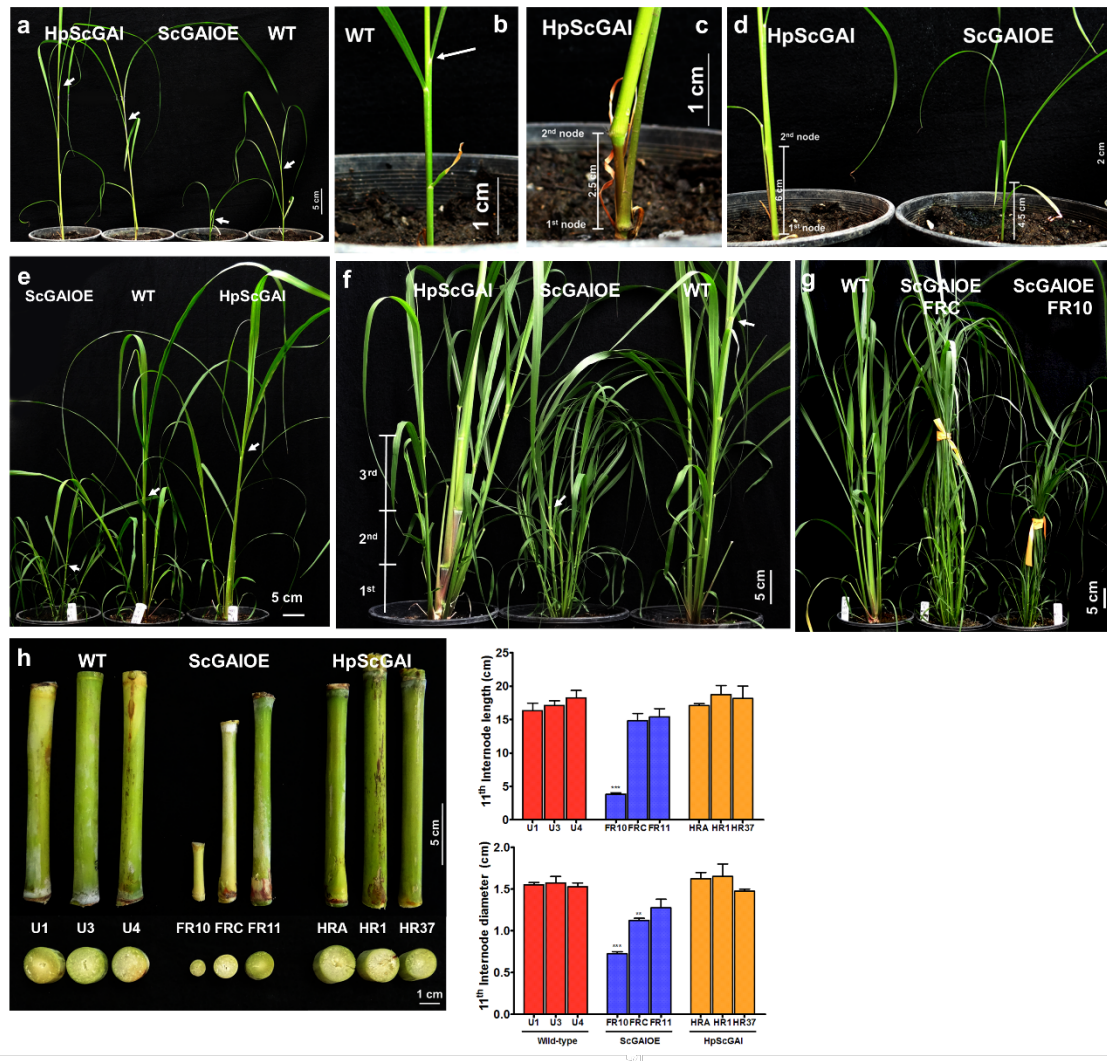 a
HpScGAI ScGAIOE WT
5 cm
b
WT
1 cm
c
HpScGAI
1 cm
2nd node
2.5 cm
1st node
d
HpScGAI ScGAIOE
2nd node
6 cm
1st node
4.5 cm
2 cm
e
ScGAIOE WT HpScGAI
5 cm
f
HpScGAI ScGAIOE WT
3rd
2nd
1st
5 cm
g
WT ScGAIOE FRC
ScGAIOE FR10
5 cm
h
WT ScGAIOE HpScGAI
5 cm
U1 U3 U4 FR10 FRC FR11 HRA HR1 HR37
1 cm
11th Internode length (cm)
25
20
15
10
5
0
***
U1 U3 U4 FR10 FRC FR11 HRA HR1 HR37
11th Internode diameter (cm)
2.0
1.5
1.0
0.5
0.0
***
**
U1 U3 U4 FR10 FRC FR11 HRA HR1 HR37
Wild-type ScGAIOE HpScGAI